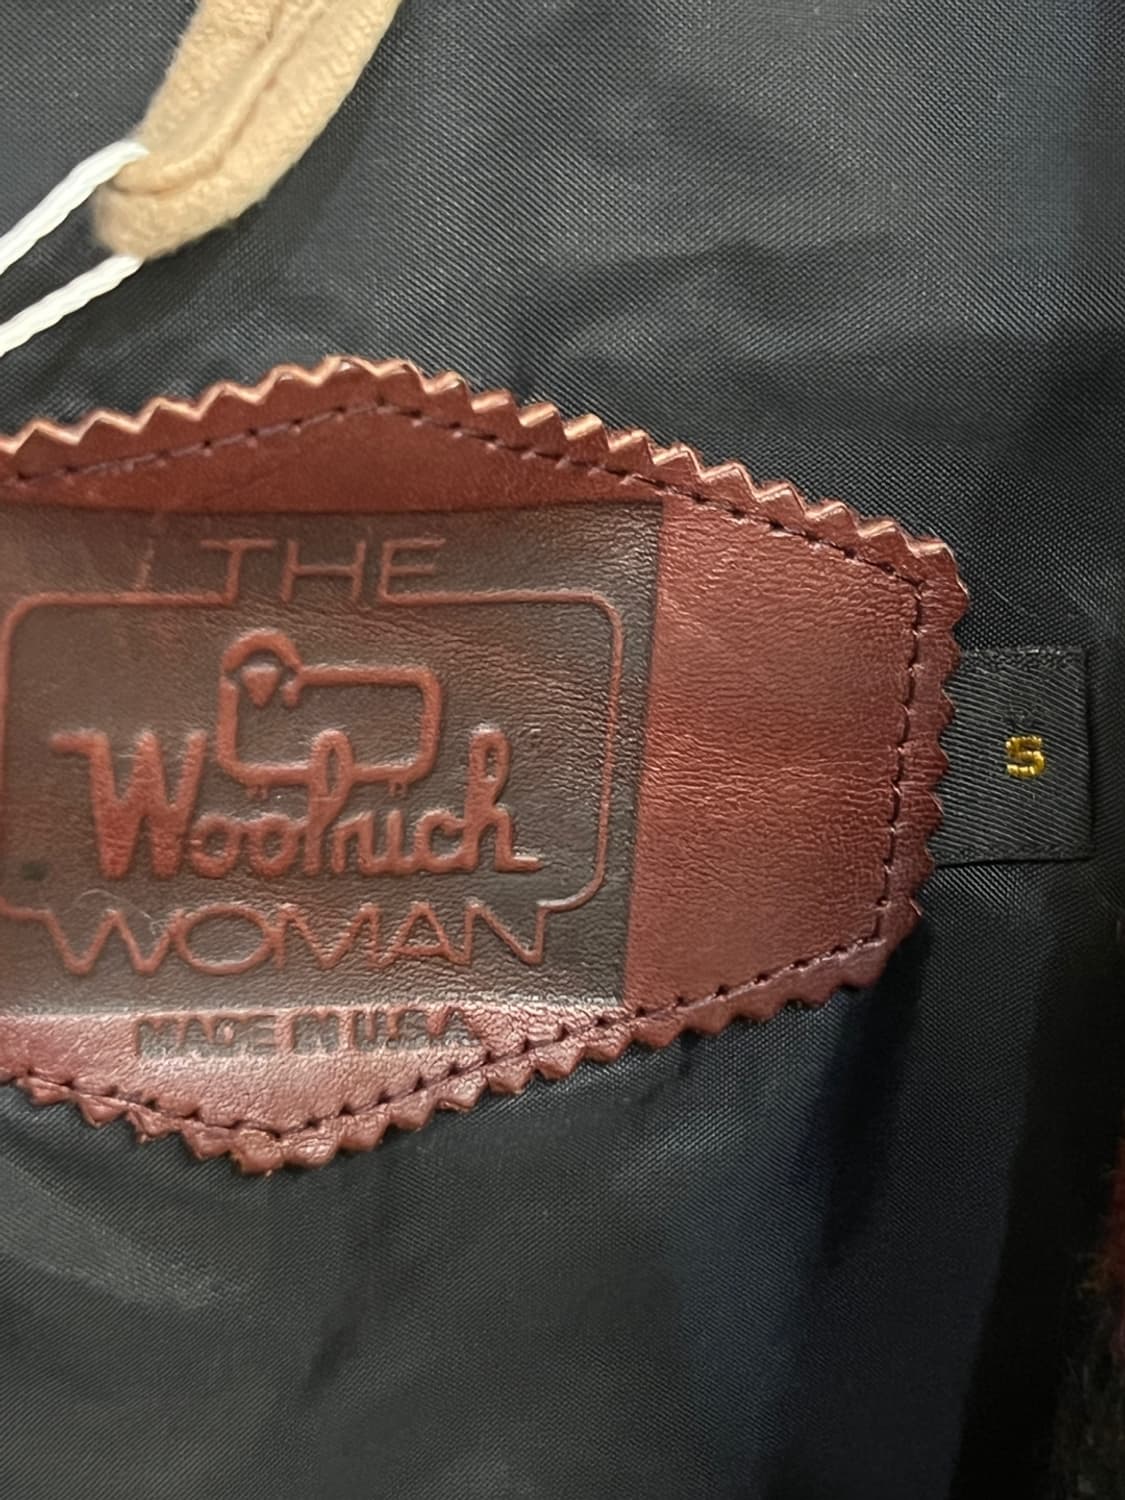 THE
Woolrich
WOMAN
MADE IN U.S.A.
S